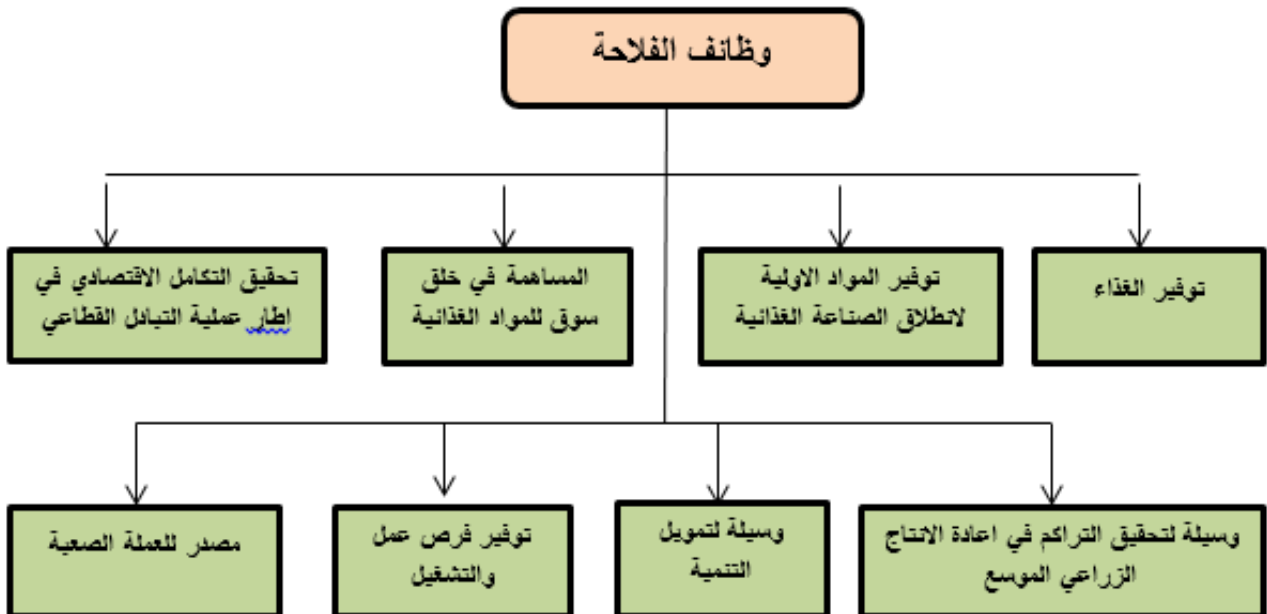 وظائف الفلاحة
توفير الغذاء
توفير المواد الاولية
لانطلاق الصناعة الغذائية
المساهمة في خلق
سوق للمواد الغذائية
تحقيق التكامل الاقتصادي في
اطار عملية التبادل القطاعي
وسيلة لتحقيق التراكم في اعادة الانتاج
الزراعي الموسع
وسيلة لتمويل
التنمية
توفير فرص عمل
والتشغيل
مصدر للعملة الصعبة